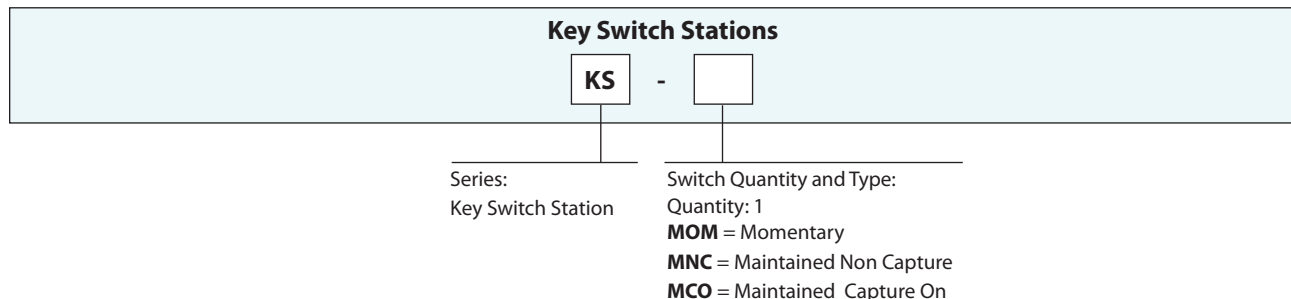 Key Switch Stations
KS -
Series:
Key Switch Station
Switch Quantity and Type:
Quantity: 1
MOM = Momentary
MNC = Maintained Non Capture
MCO = Maintained Capture On